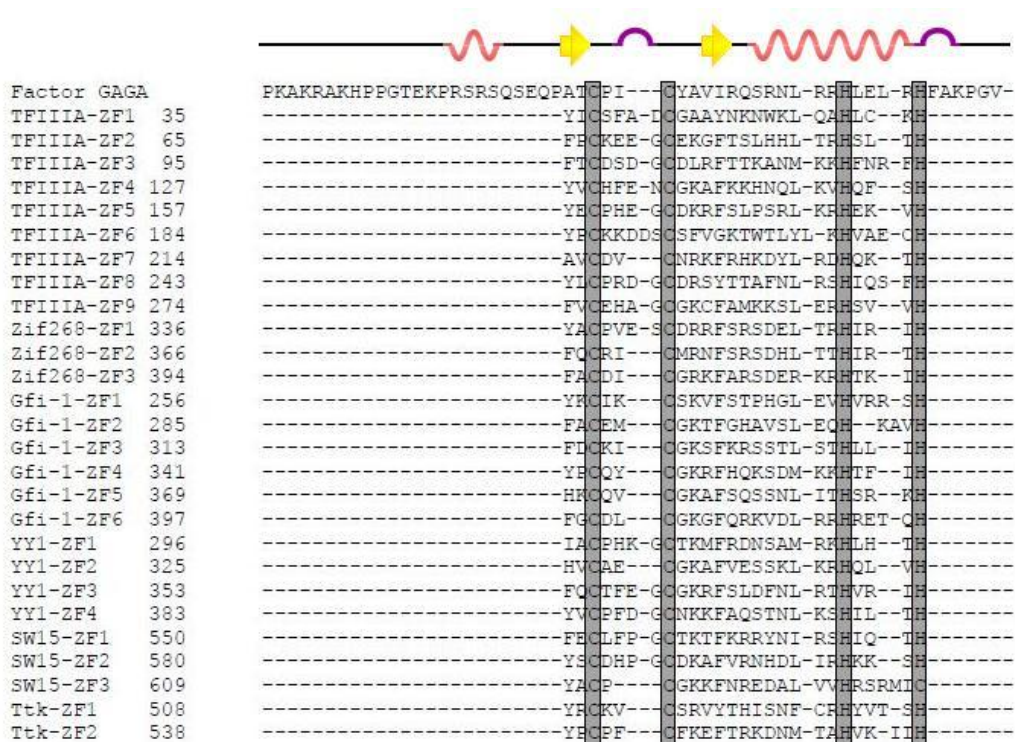 Factor GAGA PKAKRAKHPPGTEKPRSRSQSEQPATCPI---CYAVIRQSRNL-RRHLEL-RHFAKPGV-
TFIIIA-ZF1 35 ------------------------YICSFA-DCGAAYNKNWKL-QAHLC--KH-------
TFIIIA-ZF2 65 ------------------------FPCKEE-GCEKGFTSLHHL-TRHSL--TH-------
TFIIIA-ZF3 95 ------------------------FTCDSD-GCDLRFTTKANM-KKHFNR-FH-------
TFIIIA-ZF4 127 ------------------------YVCHFE-NCGKAFKKHNQL-KVHQF--SH-------
TFIIIA-ZF5 157 ------------------------YECPHE-GCDKRFSLPSRL-KRHEK--VH-------
TFIIIA-ZF6 184 ------------------------YPCKKDDSCSFVGKTWTLYL-KHVAE-CH-------
TFIIIA-ZF7 214 ------------------------AVCDV---CNRKFRHKDYL-RDHQK--TH-------
TFIIIA-ZF8 243 ------------------------YLCPRD-GCDRSYTTAFNL-RSHIQS-FH-------
TFIIIA-ZF9 274 ------------------------FVCEHA-GCGKCFAMKKSL-ERHSV--VH-------
Zif268-ZF1 336 ------------------------YACPVE-SCDRRFSRSDEL-TRHIR--IH-------
Zif268-ZF2 366 ------------------------FQCRI---CMRNFSRSDHL-TTHIR--TH-------
Zif268-ZF3 394 ------------------------FACDI---CGRKFARSDER-KRHTK--IH-------
Gfi-1-ZF1 256 ------------------------YKCIK---CSKVFSTPHGL-EVHVRR-SH-------
Gfi-1-ZF2 285 ------------------------FACEM---CGKTFGHAVSL-EQH--KAVH-------
Gfi-1-ZF3 313 ------------------------FDCKI---CGKSFKRSSTL-STHLL--IH-------
Gfi-1-ZF4 341 ------------------------YPCQY---CGKRFHQKSDM-KKHTF--IH-------
Gfi-1-ZF5 369 ------------------------HKCQV---CGKAFSQSSNL-ITHSR--KH-------
Gfi-1-ZF6 397 ------------------------FGCDL---CGKGFQRKVDL-RRHRET-QH-------
YY1-ZF1 296 ------------------------IACPHK-GCTKMFRDNSAM-RKHLH--TH-------
YY1-ZF2 325 ------------------------HVCAE---CGKAFVESSKL-KRHQL--VH-------
YY1-ZF3 353 ------------------------FQCTFE-GCGKRFSLDFNL-RTHVR--IH-------
YY1-ZF4 383 ------------------------YVCPFD-GCNKKFAQSTNL-KSHIL--TH-------
SW15-ZF1 550 ------------------------FECLFP-GCTKTFKRRYNI-RSHIQ--TH-------
SW15-ZF2 580 ------------------------YSCDHP-GCDKAFVRNHDL-IRHKK--SH-------
SW15-ZF3 609 ------------------------YACP-----CGKKFNREDAL-VVHRSRMIC-------
Ttk-ZF1 508 ------------------------YRCKV---CSRVYTHISNF-CRHYVT-SH-------
Ttk-ZF2 538 ------------------------YPCPF---CFKEFTRKDNM-TAHVK-IIH-------